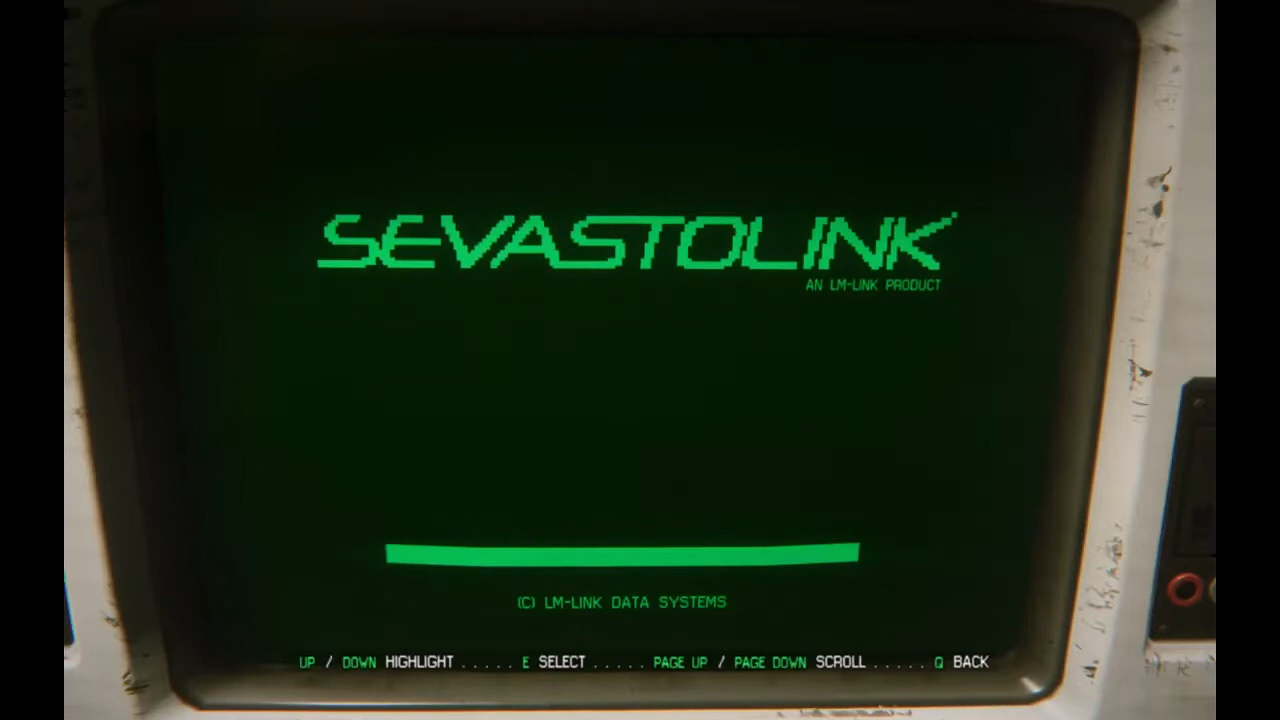 SEVASTOLINK
AN LM-LINK PRODUCT
(C) LM-LINK DATA SYSTEMS
UP / DOWN HIGHLIGHT ..... E SELECT ..... PAGE UP / PAGE DOWN SCROLL ..... Q BACK